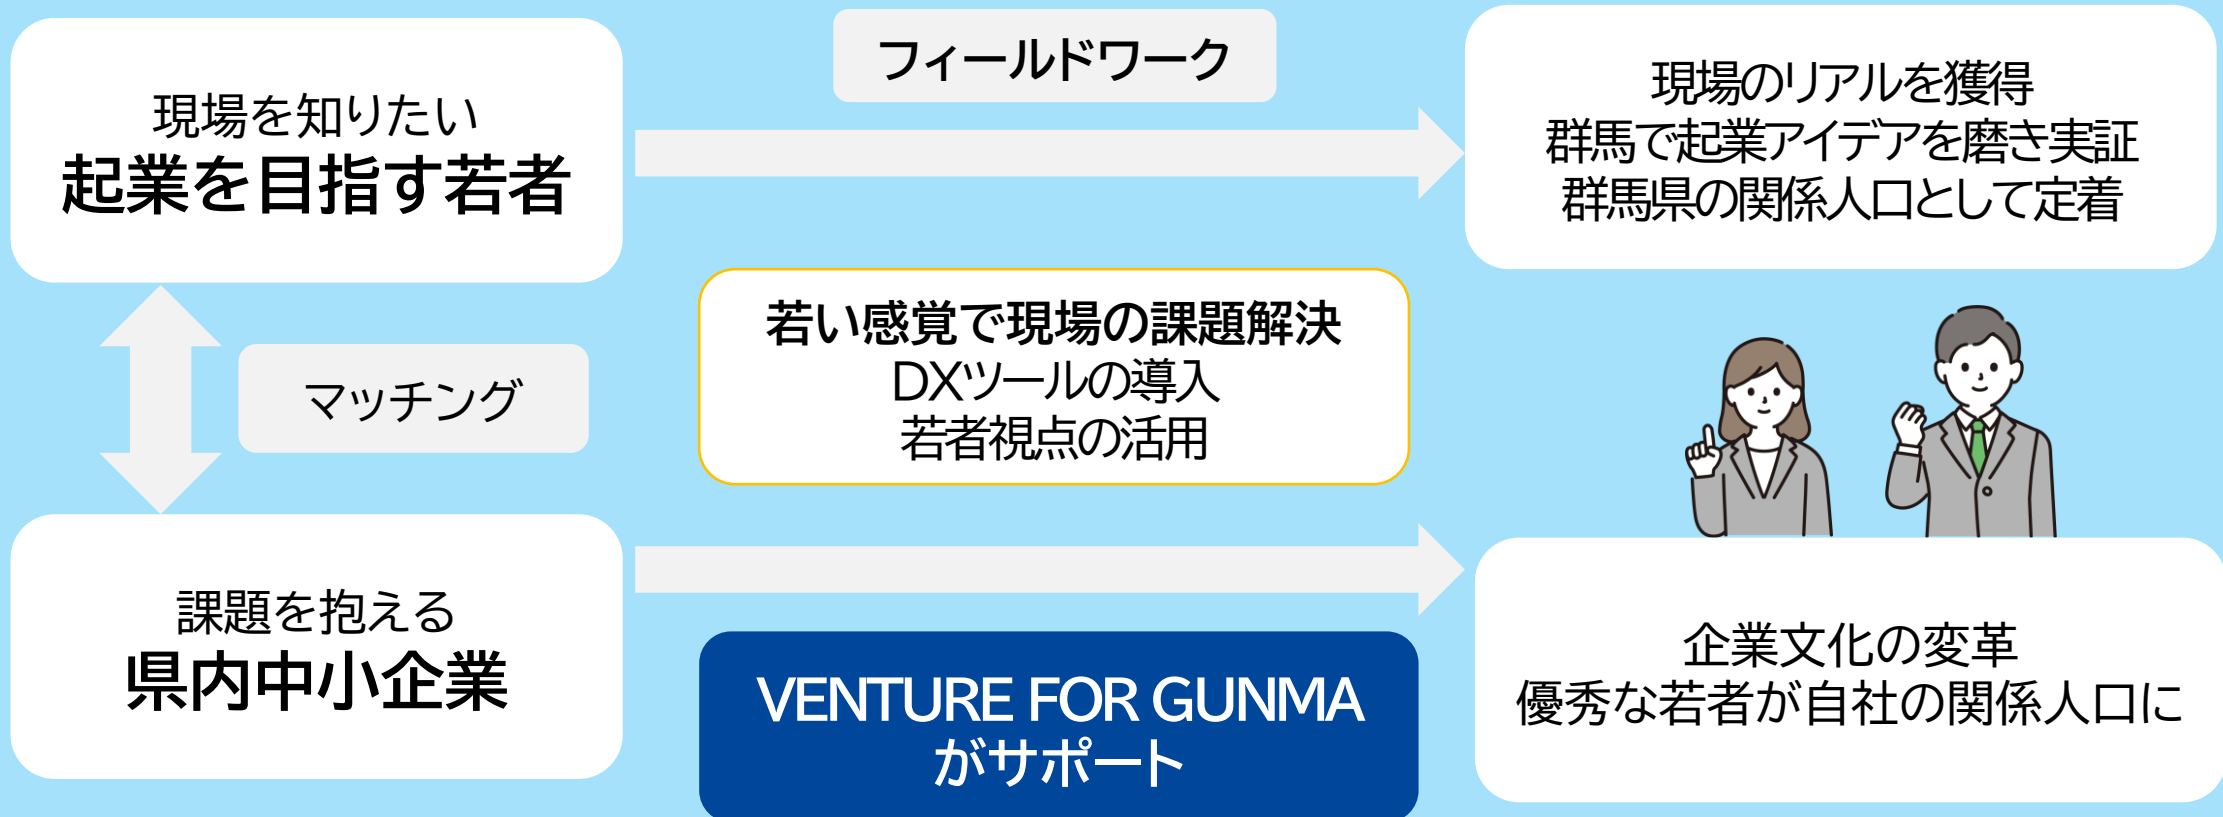 現場を知りたい
起業を目指す若者
フィールドワーク
現場のリアルを獲得
群馬で起業アイデアを磨き実証
群馬県の関係人口として定着
マッチング
若い感覚で現場の課題解決
DXツールの導入
若者視点の活用
課題を抱える
県内中小企業
VENTURE FOR GUNMA
がサポート
企業文化の変革
優秀な若者が自社の関係人口に